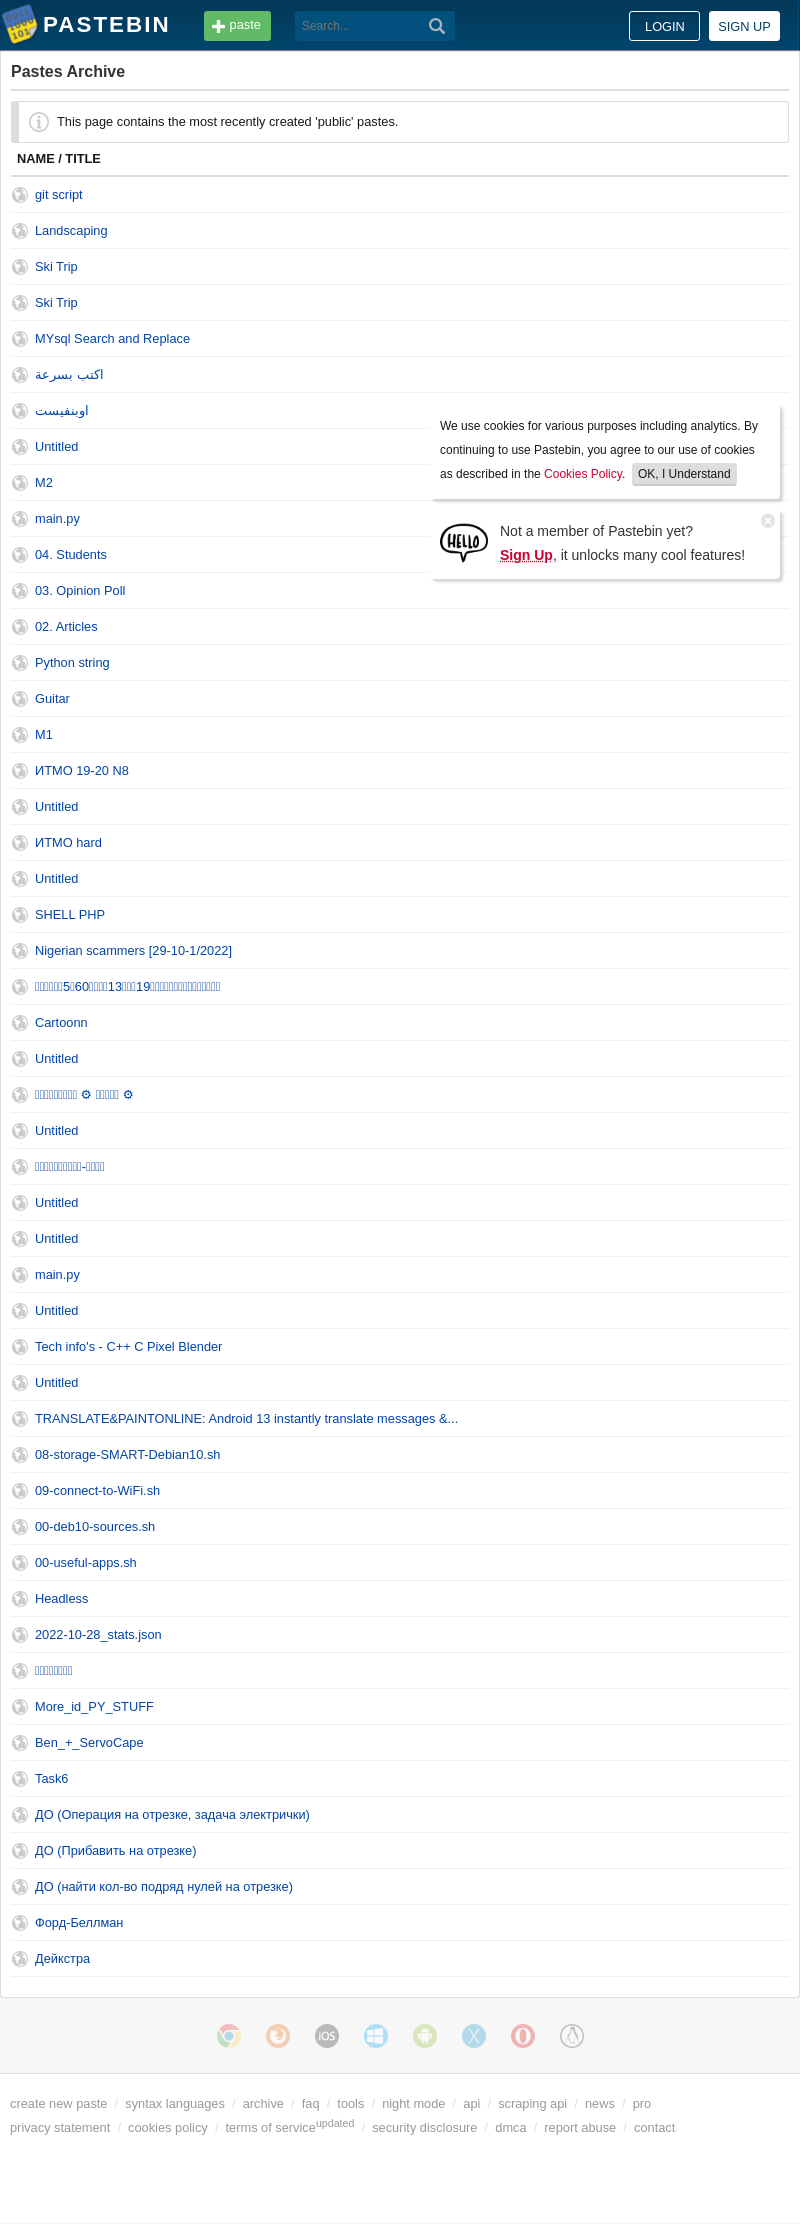 PASTEBIN
paste
Search...
LOGIN
SIGN UP
Pastes Archive
This page contains the most recently created 'public' pastes.
NAME / TITLE
git script
Landscaping
Ski Trip
Ski Trip
MYsql Search and Replace
اكتب بسرعة
اوبنفيست
We use cookies for various purposes including analytics. By
continuing to use Pastebin, you agree to our use of cookies
as described in the Cookies Policy. OK, I Understand
Untitled
M2
main.py
HELLO
Not a member of Pastebin yet?
Sign Up, it unlocks many cool features!
04. Students
03. Opinion Poll
02. Articles
Python string
Guitar
M1
ИТМО 19-20 N8
Untitled
ИТМО hard
Untitled
SHELL PHP
Nigerian scammers [29-10-1/2022]
5 60 13 19
Cartoonn
Untitled
⚙ ⚙
Untitled
-
Untitled
Untitled
main.py
Untitled
Tech info's - C++ C Pixel Blender
Untitled
TRANSLATE&PAINTONLINE: Android 13 instantly translate messages &...
08-storage-SMART-Debian10.sh
09-connect-to-WiFi.sh
00-deb10-sources.sh
00-useful-apps.sh
Headless
2022-10-28_stats.json
More_id_PY_STUFF
Ben_+_ServoCape
Task6
ДО (Операция на отрезке, задача электрички)
ДО (Прибавить на отрезке)
ДО (найти кол-во подряд нулей на отрезке)
Форд-Беллман
Дейкстра
iOS
create new paste / syntax languages / archive / faq / tools / night mode / api / scraping api / news / pro
privacy statement / cookies policy / terms of service updated / security disclosure / dmca / report abuse / contact